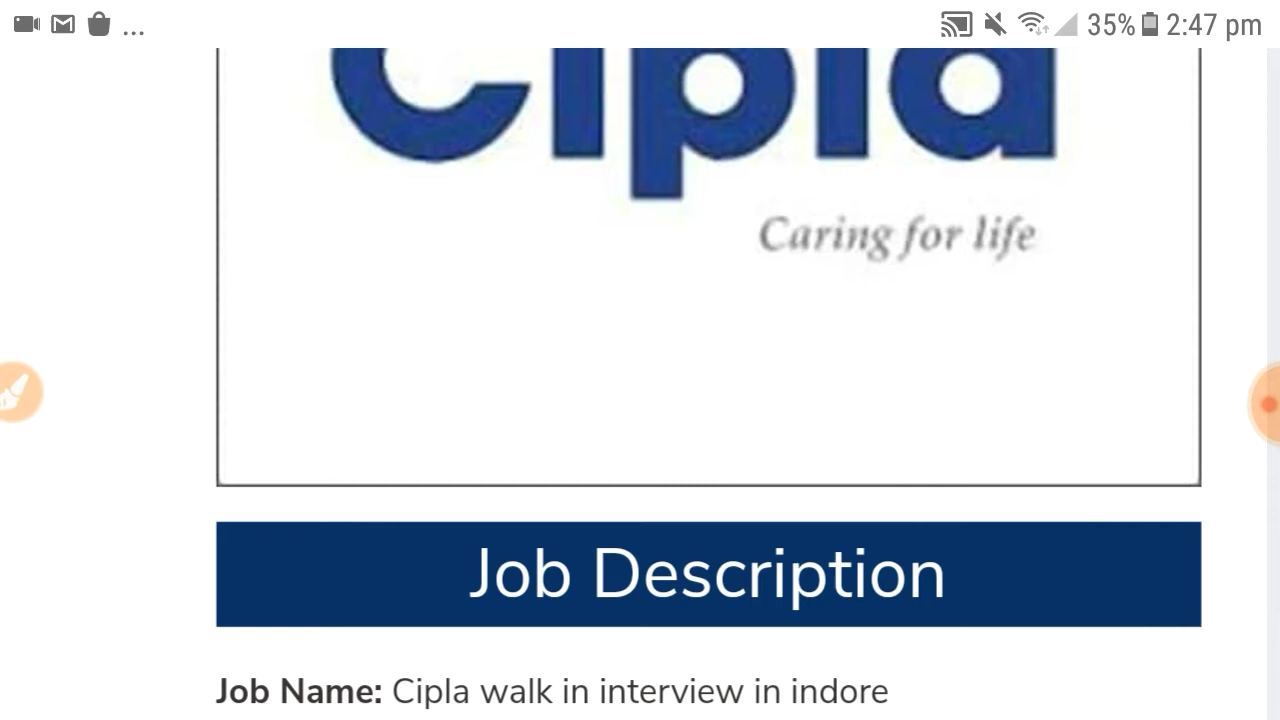 ... 35% 2:47 pm
Cipla
Caring for life
Job Description
Job Name: Cipla walk in interview in indore